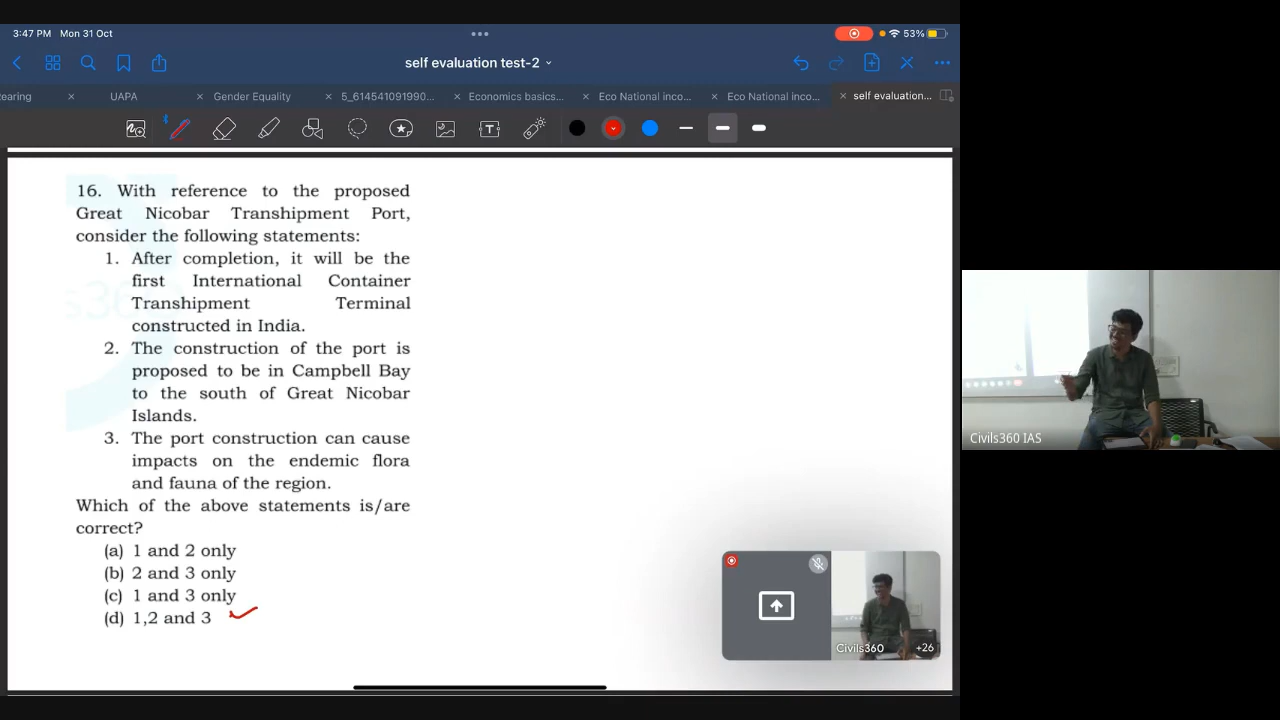 3:47 PM Mon 31 Oct
53%
self evaluation test-2
earing
UAPA
Gender Equality
5_614541091990...
Economics basics...
Eco National inco...
Eco National inco...
self evaluation...
T
16. With reference to the proposed
Great Nicobar Transhipment Port,
consider the following statements:
1. After completion, it will be the
first International Container
Transhipment Terminal
constructed in India.
2. The construction of the port is
proposed to be in Campbell Bay
to the south of Great Nicobar
Islands.
3. The port construction can cause
impacts on the endemic flora
and fauna of the region.
Which of the above statements is/are
correct?
(a) 1 and 2 only
(b) 2 and 3 only
(c) 1 and 3 only
(d) 1,2 and 3
s360
Civils360
+26
Civils360 IAS